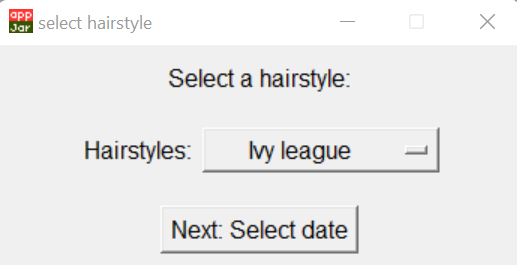 app
Jar
select hairstyle
Select a hairstyle:
Hairstyles: Ivy league
Next: Select date